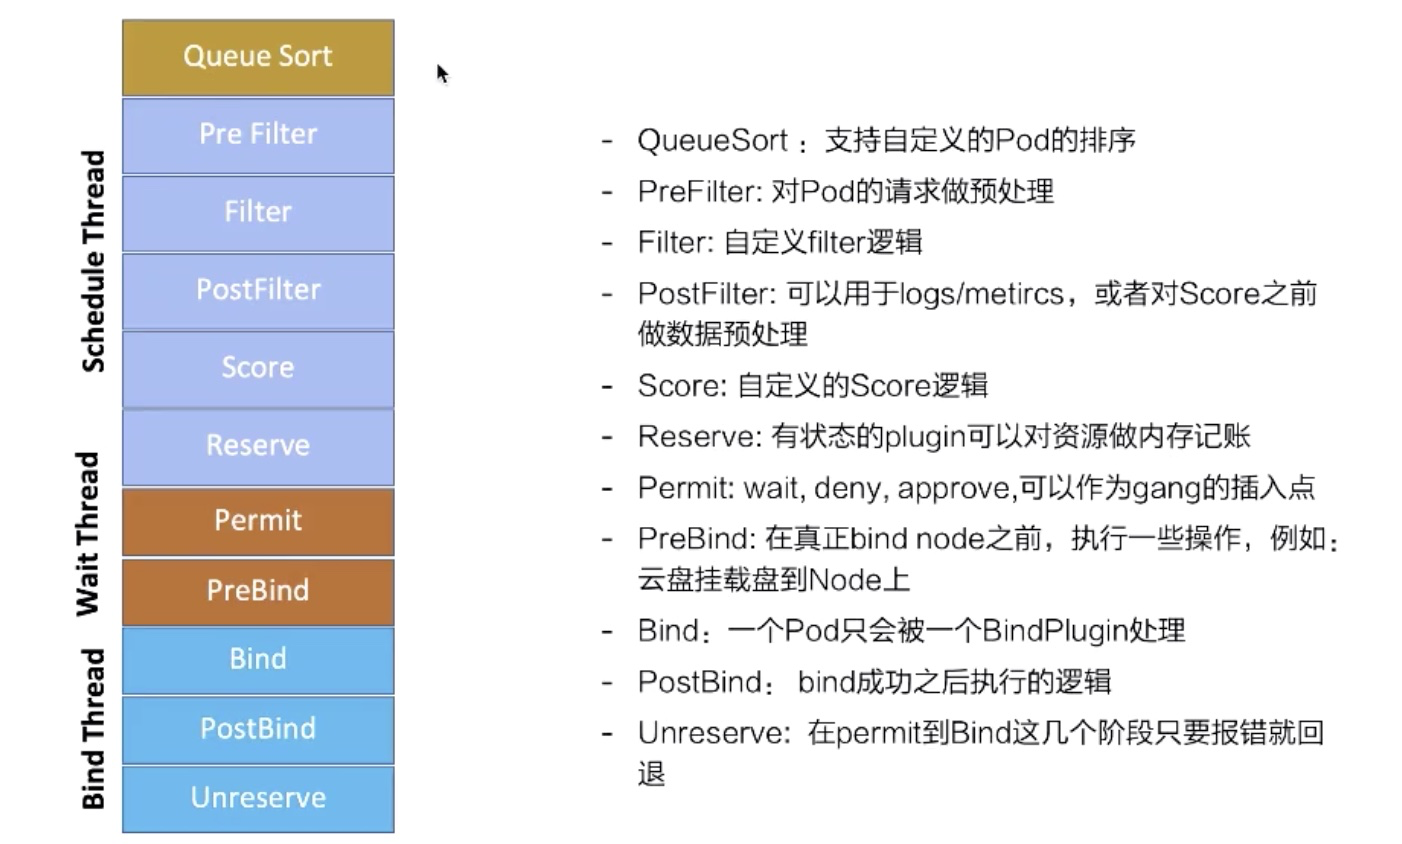 Queue Sort
Pre Filter
Filter
PostFilter
Score
Reserve
Permit
PreBind
Bind
PostBind
Unreserve
Schedule Thread
Wait Thread
Bind Thread
- QueueSort ：支持自定义的Pod的排序
- PreFilter: 对Pod的请求做预处理
- Filter: 自定义filter逻辑
- PostFilter: 可以用于logs/metircs，或者对Score之前
做数据预处理
- Score: 自定义的Score逻辑
- Reserve: 有状态的plugin可以对资源做内存记账
- Permit: wait, deny, approve,可以作为gang的插入点
- PreBind: 在真正bind node之前，执行一些操作，例如：
云盘挂载盘到Node上
- Bind：一个Pod只会被一个BindPlugin处理
- PostBind： bind成功之后执行的逻辑
- Unreserve: 在permit到Bind这几个阶段只要报错就回
退